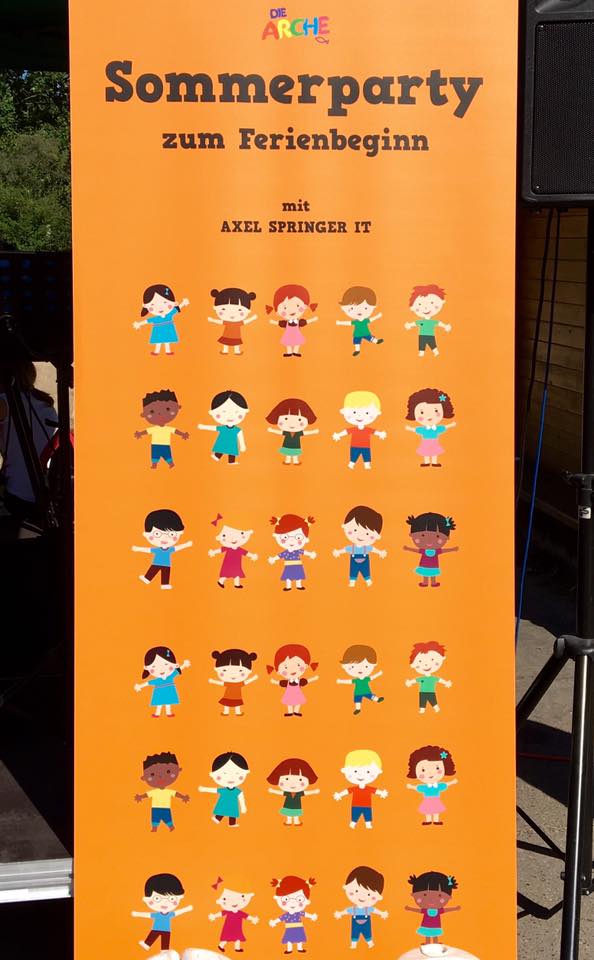 DIE
ARCHE
Sommerparty
zum Ferienbeginn
mit
AXEL SPRINGER IT